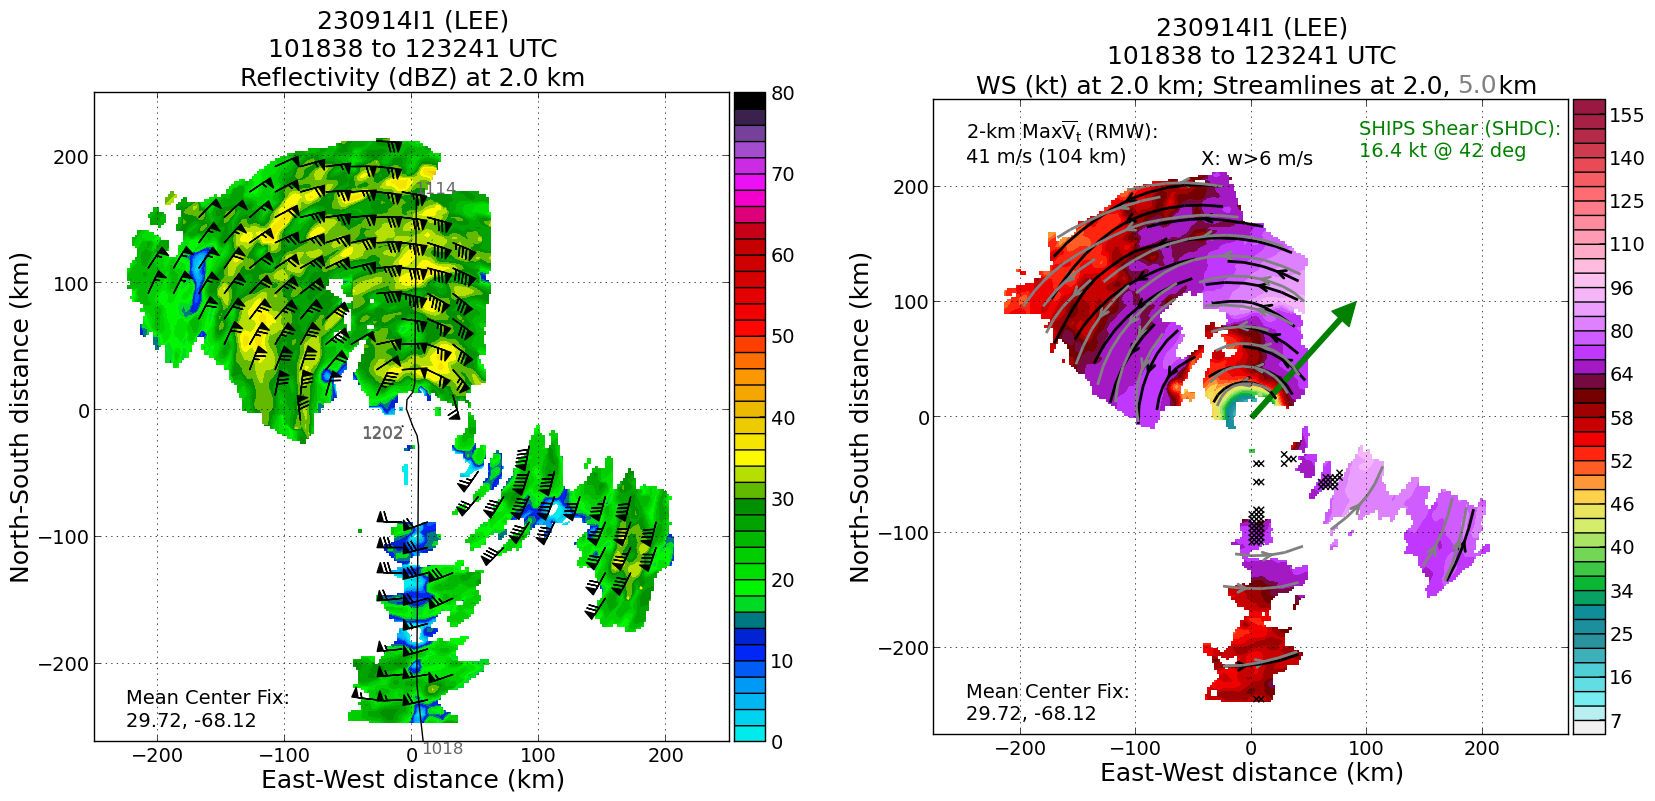 230914I1 (LEE)
101838 to 123241 UTC
Reflectivity (dBZ) at 2.0 km
North-South distance (km)
200
100
0
−100
−200
1114
1202
1018
Mean Center Fix:
29.72, -68.12
−200 −100 0 100 200
East-West distance (km)
80
70
60
50
40
30
20
10
0
230914I1 (LEE)
101838 to 123241 UTC
WS (kt) at 2.0 km; Streamlines at 2.0, 5.0km
North-South distance (km)
200
100
0
−100
−200
2-km MaxV̅t (RMW):
41 m/s (104 km)
X: w>6 m/s
SHIPS Shear (SHDC):
16.4 kt @ 42 deg
Mean Center Fix:
29.72, -68.12
−200 −100 0 100 200
East-West distance (km)
155
140
125
110
96
80
64
58
52
46
40
34
25
16
7